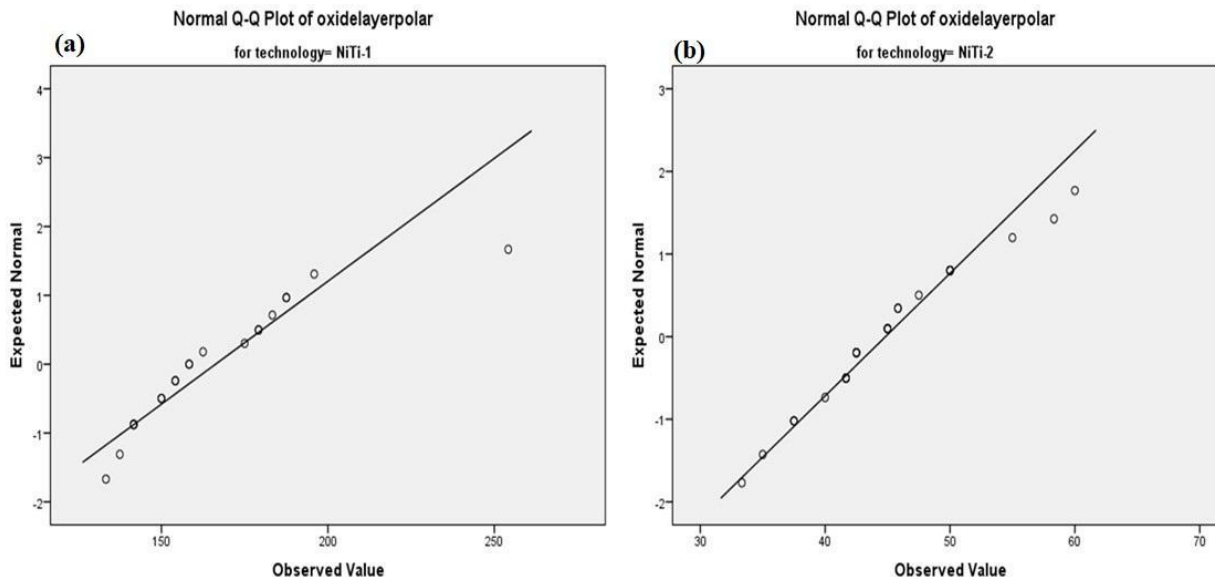 Normal Q-Q Plot of oxidelayerpolar
(a)
for technology= NiTi-1
4
3
2
1
0
-1
-2
Expected Normal
150
200
250
Observed Value
Normal Q-Q Plot of oxidelayerpolar
(b)
for technology= NiTi-2
3
2
1
0
-1
-2
Expected Normal
30
40
50
60
70
Observed Value